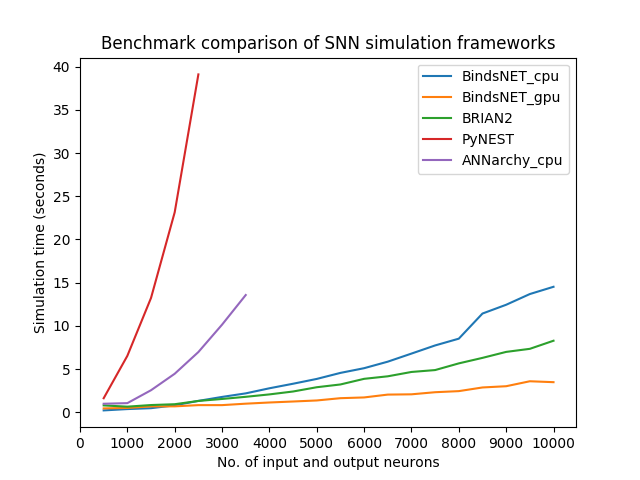 Benchmark comparison of SNN simulation frameworks
40
35
30
25
20
15
10
5
0
Simulation time (seconds)
BindsNET_cpu
BindsNET_gpu
BRIAN2
PyNEST
ANNarchy_cpu
0 1000 2000 3000 4000 5000 6000 7000 8000 9000 10000
No. of input and output neurons